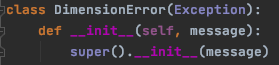 class DimensionError(Exception):
    def __init__(self, message):
        super().__init__(message)